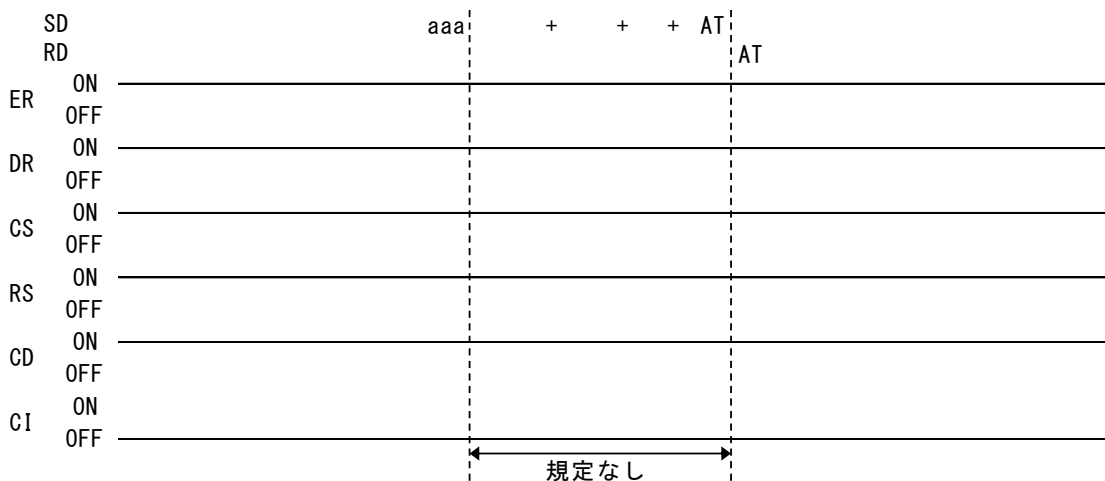 SD aaa + + + AT
RD AT
ER ON
OFF
DR ON
OFF
CS ON
OFF
RS ON
OFF
CD ON
OFF
CI ON
OFF
規定なし